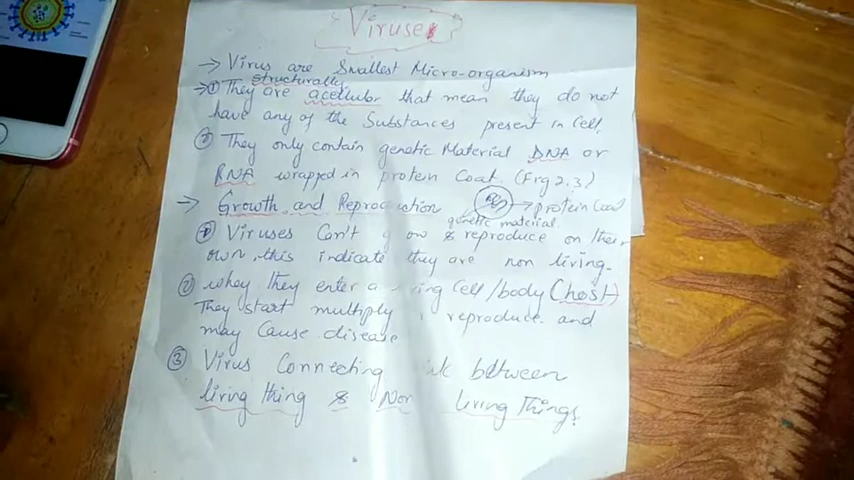 Viruses
→ Virus are Smallest Micro-organism
structurally
→ ① They are acellular that mean they do not
have any of the Substances present in Cell.
② They only contain genetic Material DNA or
RNA wrapped in protein Coat (Frg 2.3)
→ Growth and Reproduction
→ protein Coat
genetic material.
① Viruses Can't grow & reproduce on their
own this indicate they are non living.
② whey They enter a Cell/body (host)
They start multiply reproduce and
may Cause disease
③ Virus Connecting between
living thing & Non living Things.